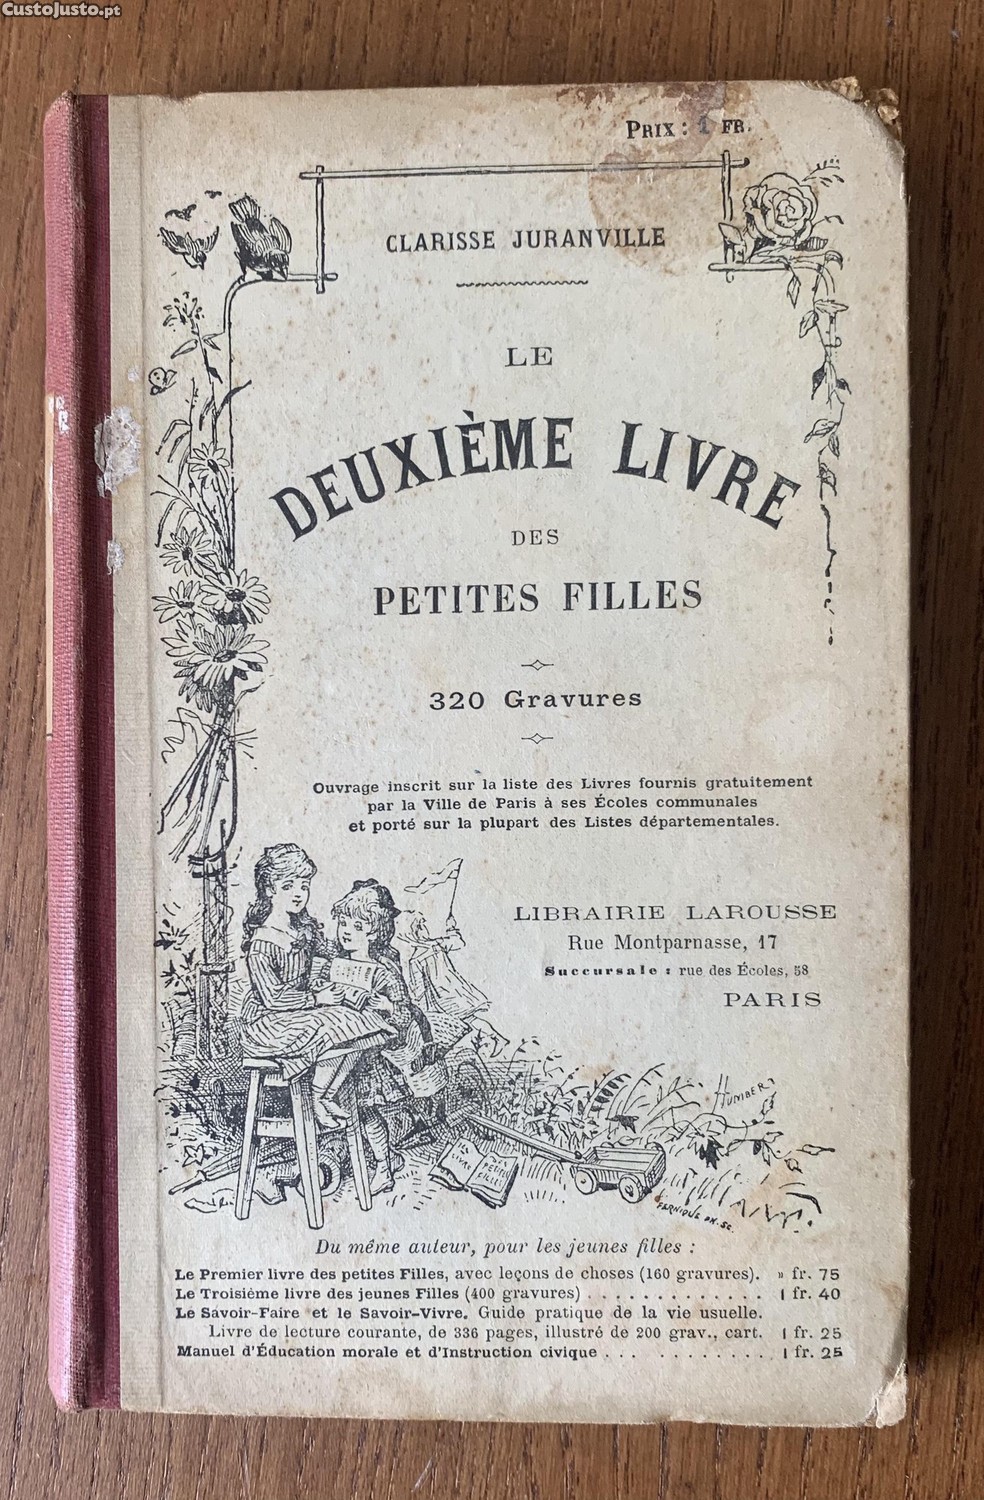 CustoJusto.pt
PRIX : 1 FR.
CLARISSE JURANVILLE
LE
DEUXIÈME LIVRE
DES
PETITES FILLES
320 Gravures
Ouvrage inscrit sur la liste des Livres fournis gratuitement
par la Ville de Paris à ses Écoles communales
et porté sur la plupart des Listes départementales.
LIBRAIRIE LAROUSSE
Rue Montparnasse, 17
Succursale : rue des Écoles, 58
PARIS
HUMBERT
LIVRE
PETITES
FILLES
FERNIQUE PH. SC.
Du même auteur, pour les jeunes filles :
Le Premier livre des petites Filles, avec leçons de choses (160 gravures). » fr. 75
Le Troisième livre des jeunes Filles (400 gravures) . . . . . . . . . . . . . 1 fr. 40
Le Savoir-Faire et le Savoir-Vivre. Guide pratique de la vie usuelle.
Livre de lecture courante, de 336 pages, illustré de 200 grav., cart. 1 fr. 25
Manuel d'Éducation morale et d'Instruction civique . . . . . . . . . . . 1 fr. 25